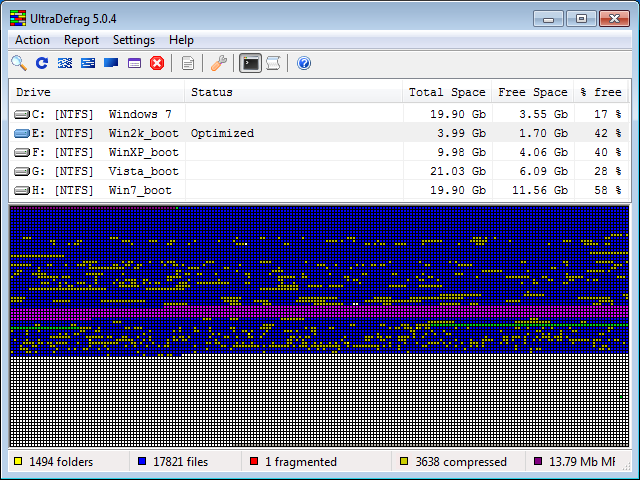 UltraDefrag 5.0.4
Action Report Settings Help
Drive Status Total Space Free Space % free
C: [NTFS] Windows 7 19.90 Gb 3.55 Gb 17 %
E: [NTFS] Win2k_boot Optimized 3.99 Gb 1.70 Gb 42 %
F: [NTFS] WinXP_boot 9.98 Gb 4.06 Gb 40 %
G: [NTFS] Vista_boot 21.03 Gb 6.09 Gb 28 %
H: [NTFS] Win7_boot 19.90 Gb 11.56 Gb 58 %
1494 folders 17821 files 1 fragmented 3638 compressed 13.79 Mb